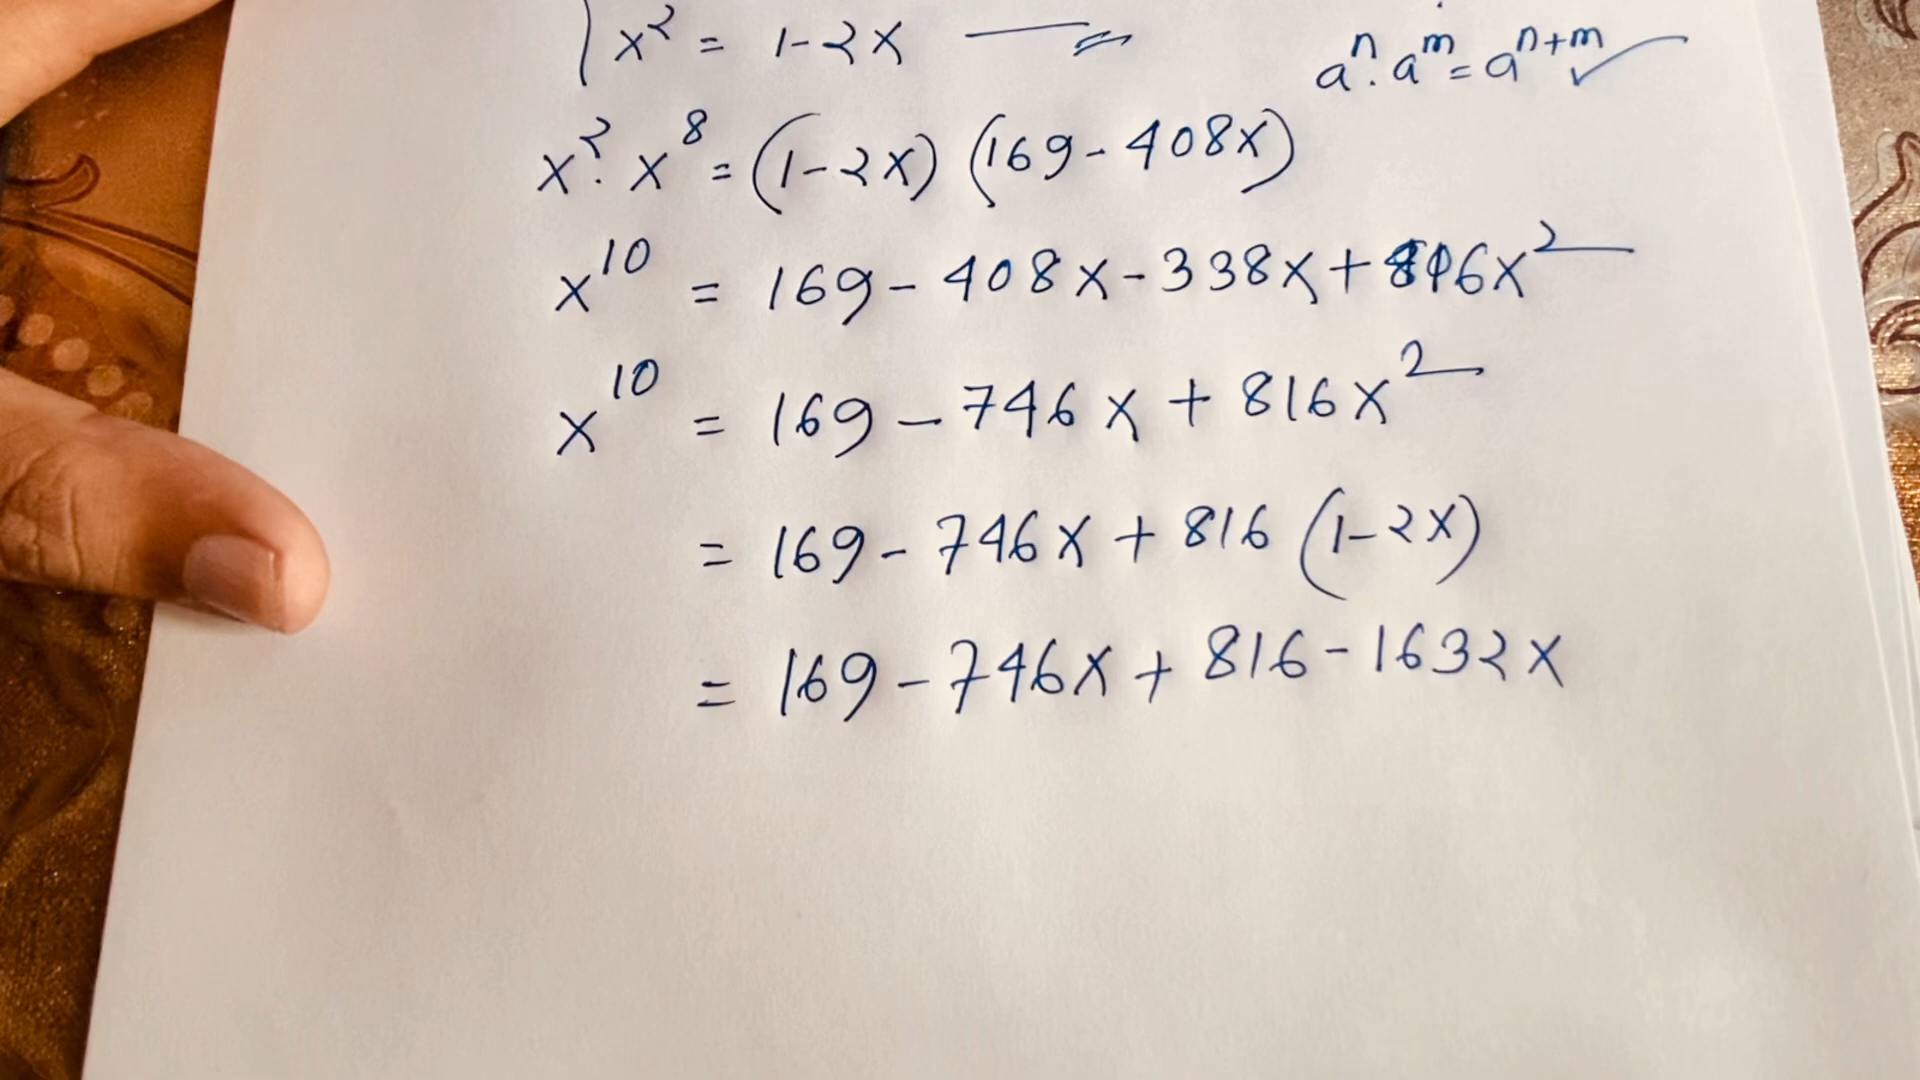 x² = 1-2x
aⁿ.aᵐ = aⁿ⁺ᵐ ✓
x².x⁸ = (1-2x) (169-408x)
x¹⁰ = 169-408x-338x+816x²
x¹⁰ = 169-746x+816x²
= 169-746x+816 (1-2x)
= 169-746x+816-1632x